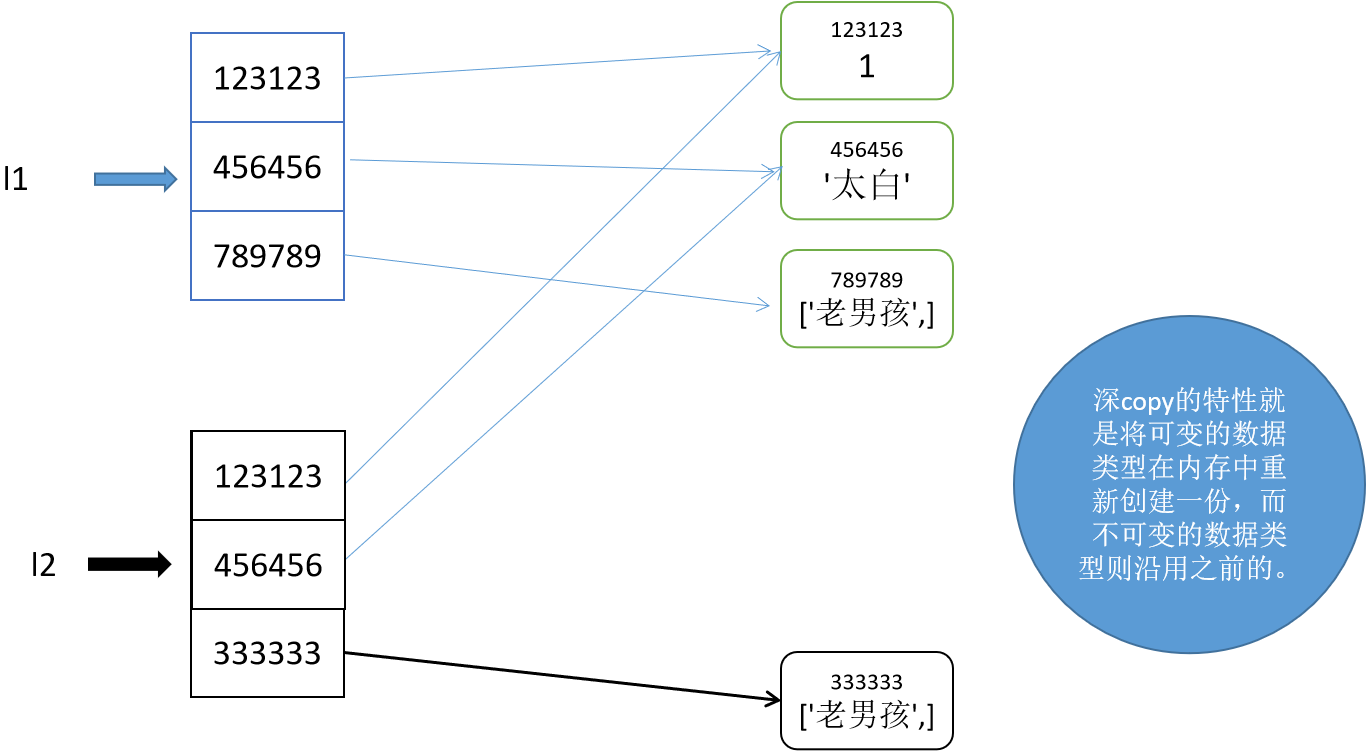 l1
123123
456456
789789
123123
1
456456
'太白'
789789
['老男孩',]
l2
123123
456456
333333
333333
['老男孩',]
深copy的特性就
是将可变的数据
类型在内存中重
新创建一份，而
不可变的数据类
型则沿用之前的。